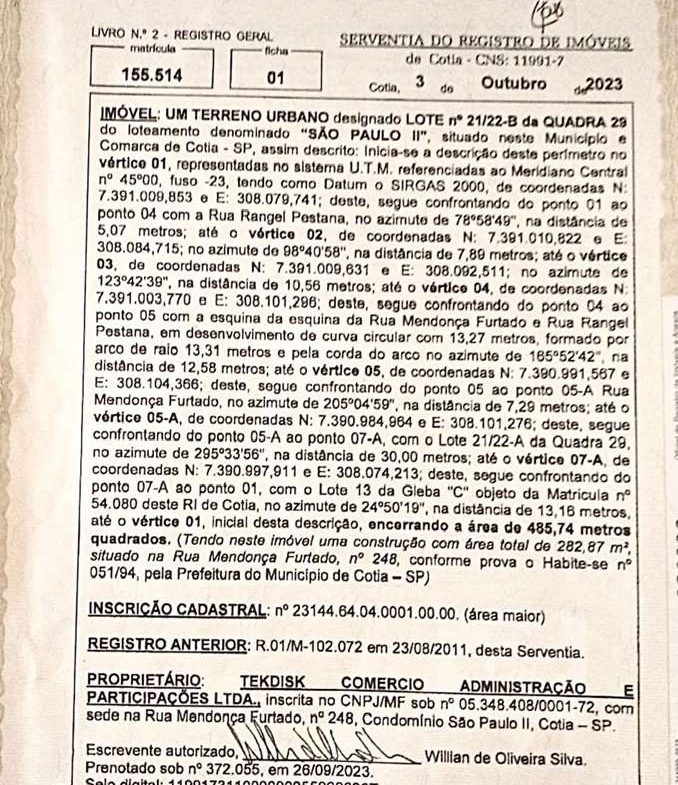 LIVRO N.º 2 - REGISTRO GERAL
SERVENTIA DO REGISTRO DE IMÓVEIS
matrícula
ficha
de Cotia - CNS: 11991-7
155.514
01
Cotia, 3 de Outubro de 2023
IMÓVEL: UM TERRENO URBANO designado LOTE nº 21/22-B da QUADRA 29
do loteamento denominado "SÃO PAULO II", situado neste Município e
Comarca de Cotia - SP, assim descrito: Inicia-se a descrição deste perímetro no
vértice 01, representadas no sistema U.T.M. referenciadas ao Meridiano Central
nº 45º00, fuso -23, tendo como Datum o SIRGAS 2000, de coordenadas N:
7.391.009,853 e E: 308.079,741; deste, segue confrontando do ponto 01 ao
ponto 04 com a Rua Rangel Pestana, no azimute de 78º58'49", na distância de
5,07 metros; até o vértice 02, de coordenadas N: 7.391.010,822 e E:
308.084,715; no azimute de 98º40'58", na distância de 7,89 metros; até o vértice
03, de coordenadas N: 7.391.009,631 e E: 308.092,511; no azimute de
123º42'39", na distância de 10,56 metros; até o vértice 04, de coordenadas N:
7.391.003,770 e E: 308.101,296; deste, segue confrontando do ponto 04 ao
ponto 05 com a esquina da esquina da Rua Mendonça Furtado e Rua Rangel
Pestana, em desenvolvimento de curva circular com 13,27 metros, formado por
arco de raio 13,31 metros e pela corda do arco no azimute de 165º52'42", na
distância de 12,58 metros; até o vértice 05, de coordenadas N: 7.390.991,567 e
E: 308.104,366; deste, segue confrontando do ponto 05 ao ponto 05-A Rua
Mendonça Furtado, no azimute de 205º04'59", na distância de 7,29 metros; até o
vértice 05-A, de coordenadas N: 7.390.984,964 e E: 308.101,276; deste, segue
confrontando do ponto 05-A ao ponto 07-A, com o Lote 21/22-A da Quadra 29,
no azimute de 295º33'56", na distância de 30,00 metros; até o vértice 07-A, de
coordenadas N: 7.390.997,911 e E: 308.074,213; deste, segue confrontando do
ponto 07-A ao ponto 01, com o Lote 13 da Gleba "C" objeto da Matrícula nº
54.080 deste RI de Cotia, no azimute de 24º50'19", na distância de 13,16 metros,
até o vértice 01, inicial desta descrição, encerrando a área de 485,74 metros
quadrados. (Tendo neste imóvel uma construção com área total de 282,87 m²,
situado na Rua Mendonça Furtado, nº 248, conforme prova o Habite-se nº
051/94, pela Prefeitura do Município de Cotia – SP)
INSCRIÇÃO CADASTRAL: nº 23144.64.04.0001.00.00. (área maior)
REGISTRO ANTERIOR: R.01/M-102.072 em 23/08/2011, desta Serventia.
PROPRIETÁRIO: TEKDISK COMERCIO ADMINISTRAÇÃO E
PARTICIPAÇÕES LTDA., inscrita no CNPJ/MF sob nº 05.348.408/0001-72, com
sede na Rua Mendonça Furtado, nº 248, Condomínio São Paulo II, Cotia – SP.
Escrevente autorizado, Willian de Oliveira Silva.
Prenotado sob nº 372.055, em 26/09/2023.
Selo digital: